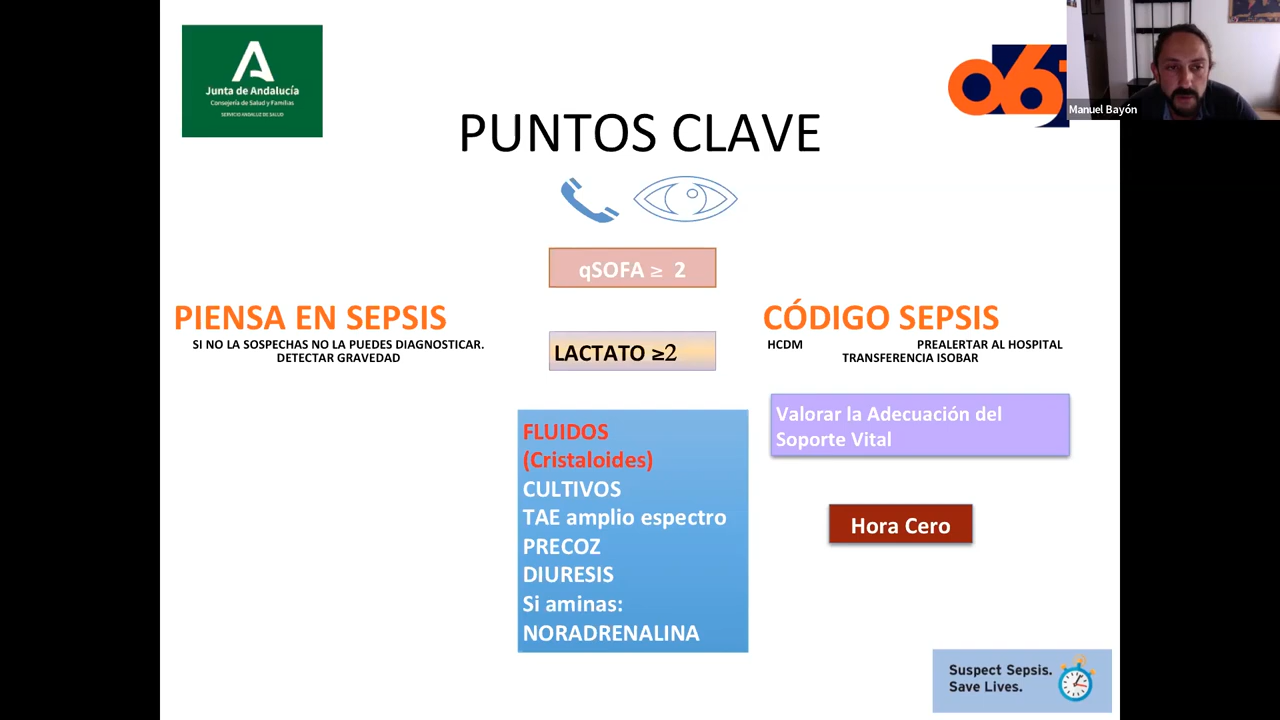 Junta de Andalucía
Consejería de Salud y Familias
SERVICIO ANDALUZ DE SALUD
061
Manuel Bayón
PUNTOS CLAVE
qSOFA ≥ 2
PIENSA EN SEPSIS
SI NO LA SOSPECHAS NO LA PUEDES DIAGNOSTICAR.
DETECTAR GRAVEDAD
LACTATO ≥2
CÓDIGO SEPSIS
HCDM PREALERTAR AL HOSPITAL
TRANSFERENCIA ISOBAR
Valorar la Adecuación del
Soporte Vital
FLUIDOS
(Cristaloides)
CULTIVOS
TAE amplio espectro
PRECOZ
DIURESIS
Si aminas:
NORADRENALINA
Hora Cero
Suspect Sepsis.
Save Lives.